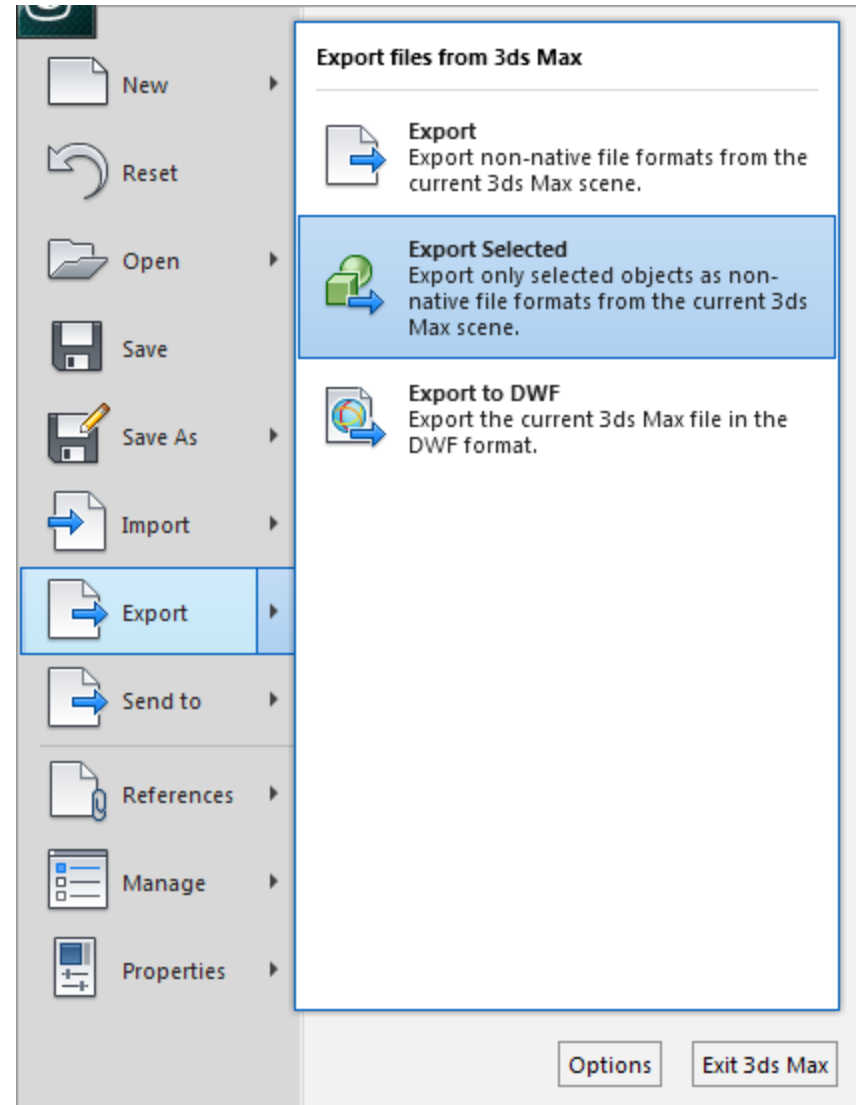 New
Reset
Open
Save
Save As
Import
Export
Send to
References
Manage
Properties
Export files from 3ds Max
Export
Export non-native file formats from the
current 3ds Max scene.
Export Selected
Export only selected objects as non-
native file formats from the current 3ds
Max scene.
Export to DWF
Export the current 3ds Max file in the
DWF format.
Options
Exit 3ds Max